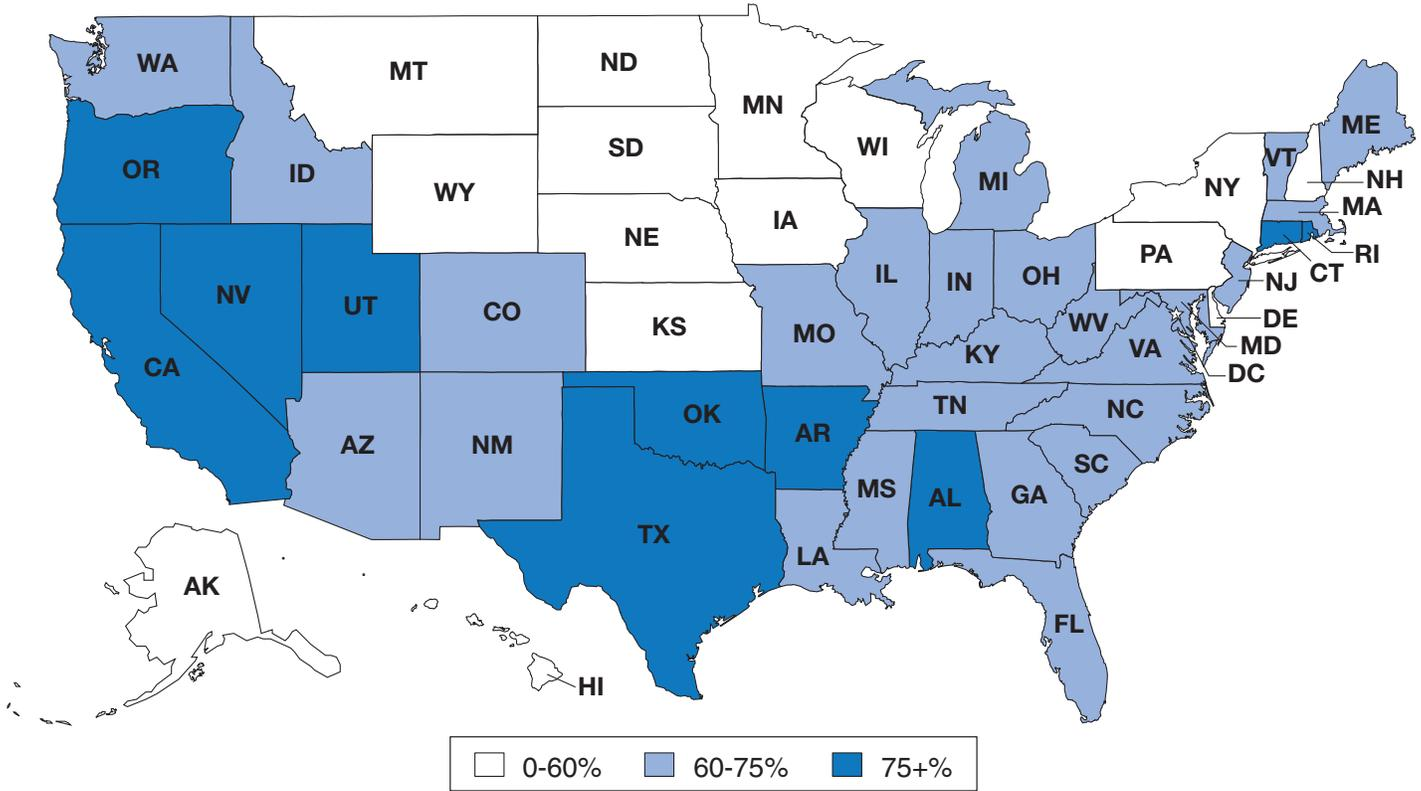 WA
MT
ND
MN
OR
ID
WY
SD
WI
MI
NY
VT
ME
NH
MA
NE
IA
PA
RI
CT
NJ
NV
UT
CO
KS
MO
IL
IN
OH
WV
VA
DE
MD
DC
CA
KY
AZ
NM
OK
AR
TN
NC
SC
TX
LA
MS
AL
GA
FL
AK
HI
0-60%
60-75%
75+%